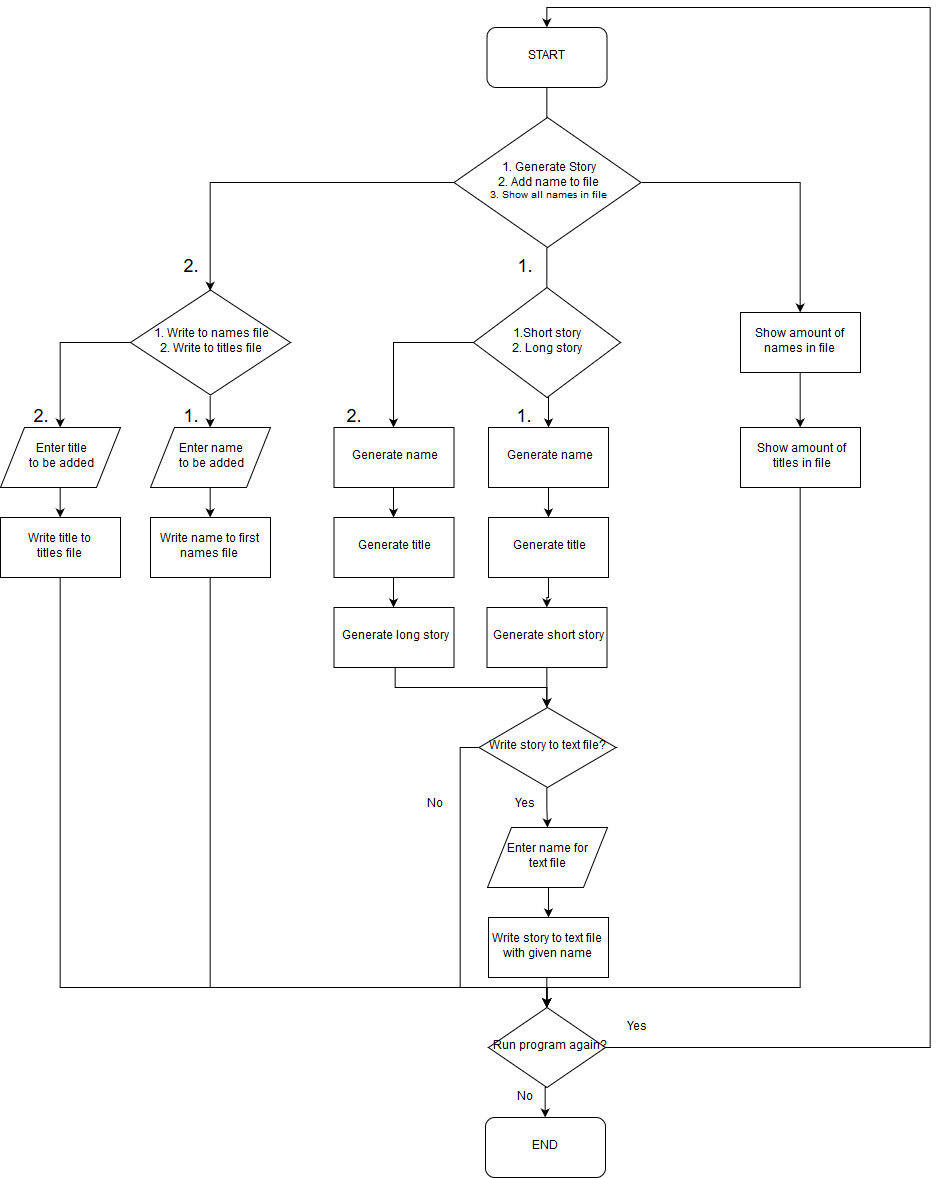 START
1. Generate Story
2. Add name to file
3. Show all names in file
2.
1.
1. Write to names file
2. Write to titles file
1.Short story
2. Long story
Show amount of
names in file
2.
1.
2.
1.
Enter title
to be added
Enter name
to be added
Generate name
Generate name
Show amount of
titles in file
Write title to
titles file
Write name to first
names file
Generate title
Generate title
Generate long story
Generate short story
Write story to text file?
No
Yes
Enter name for
text file
Write story to text file
with given name
Yes
Run program again?
No
END